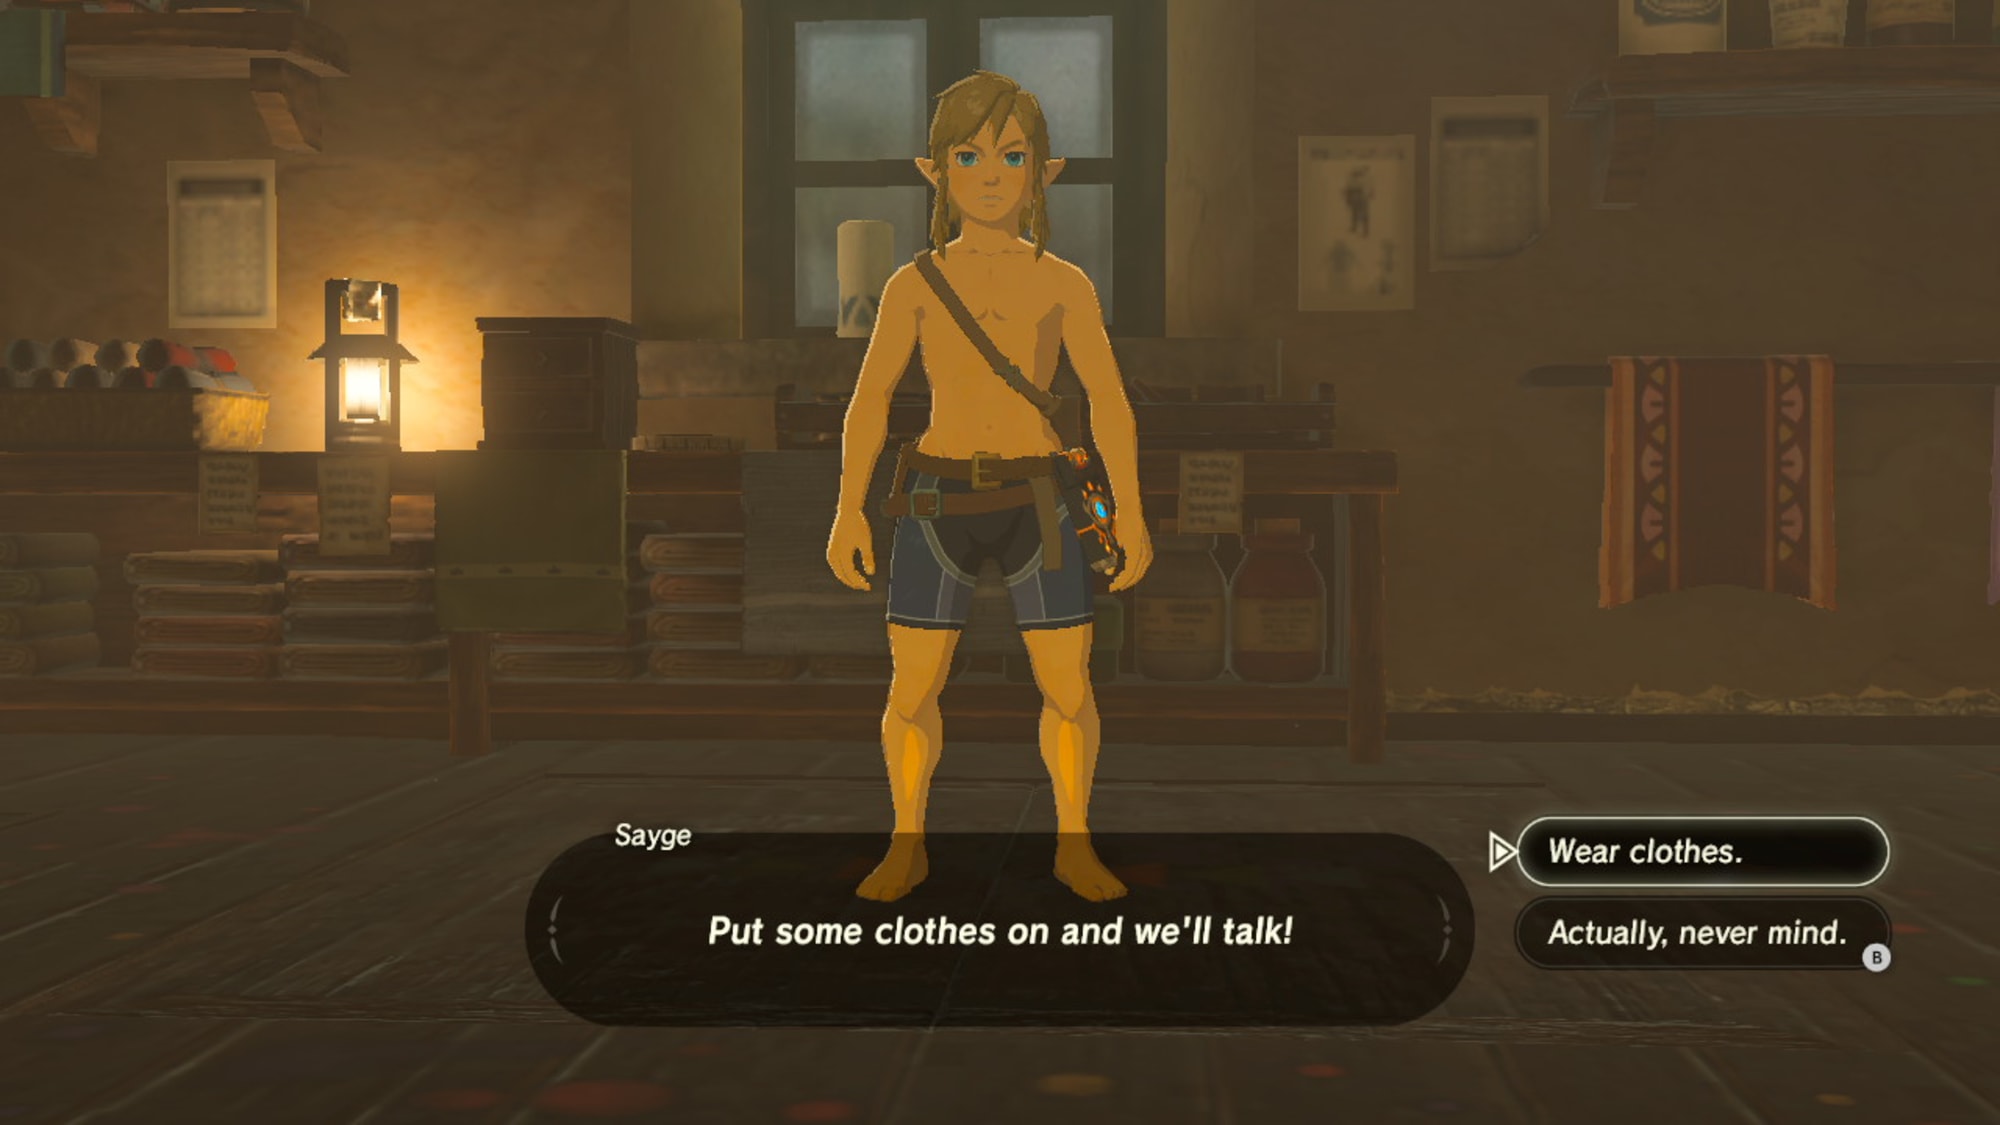 Sayge
Put some clothes on and we'll talk!
Wear clothes.
Actually, never mind.
B